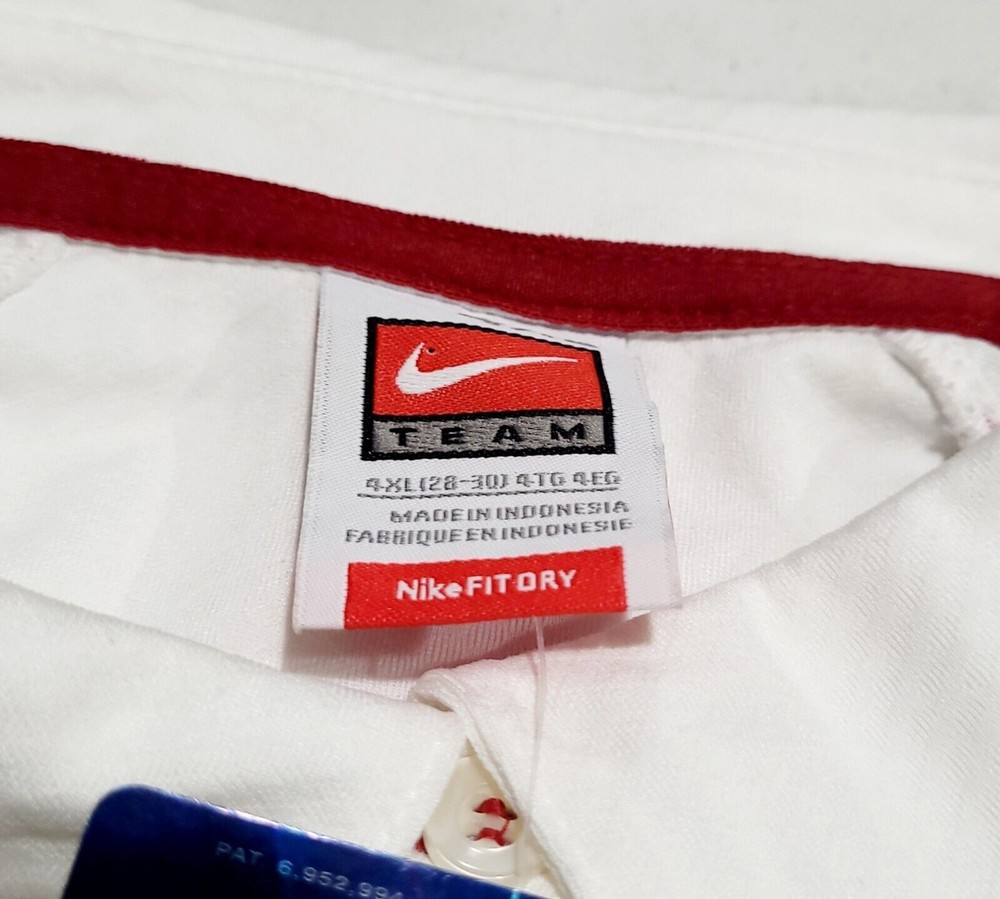 TEAM
4XL(28-30) 4TG 4EG
MADE IN INDONESIA
FABRIQUE EN INDONESIE
Nike FIT DRY
PAT 6,952,994